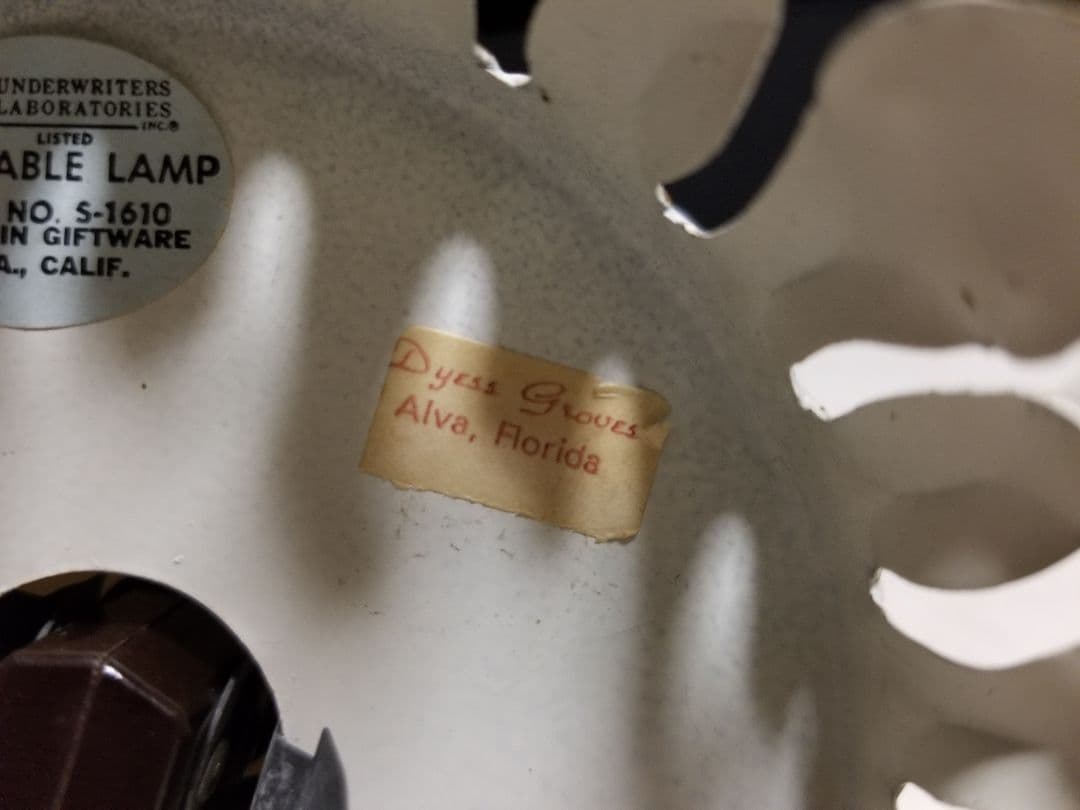 UNDERWRITERS
LABORATORIES
INC.®
LISTED
ABLE LAMP
NO. S-1610
IN GIFTWARE
A., CALIF.
Dyess Groves
Alva, Florida